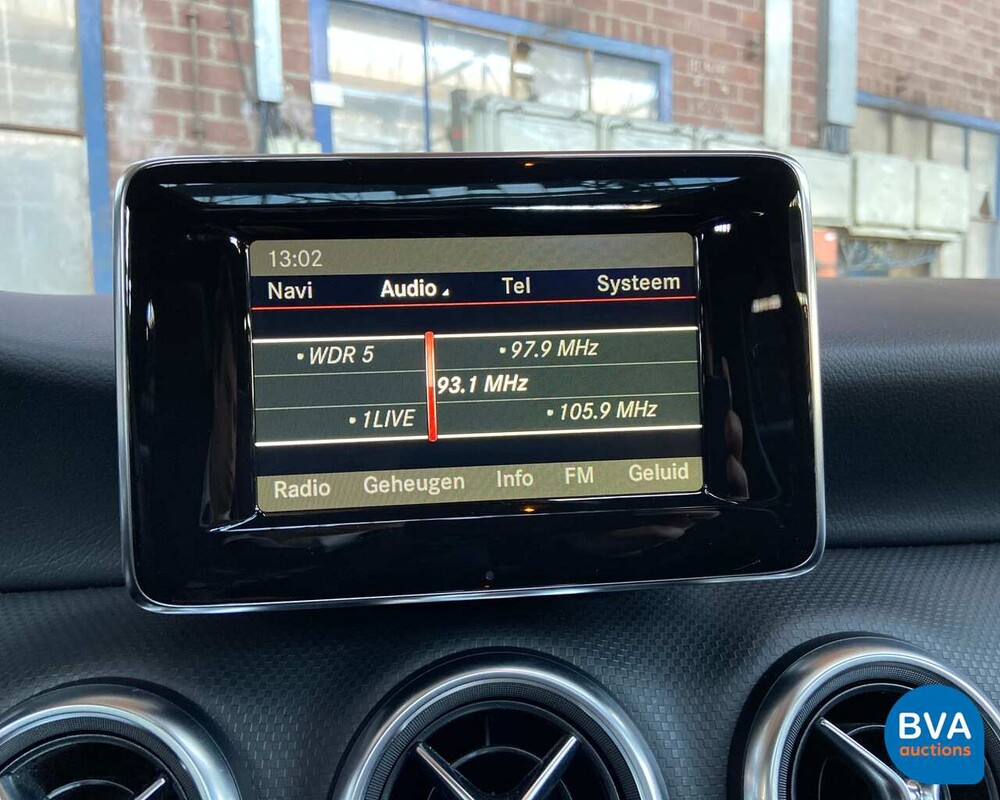 13:02
Navi Audio Tel Systeem
• WDR 5 • 97.9 MHz
93.1 MHz
• 1LIVE • 105.9 MHz
Radio Geheugen Info FM Geluid
BVA
auctions